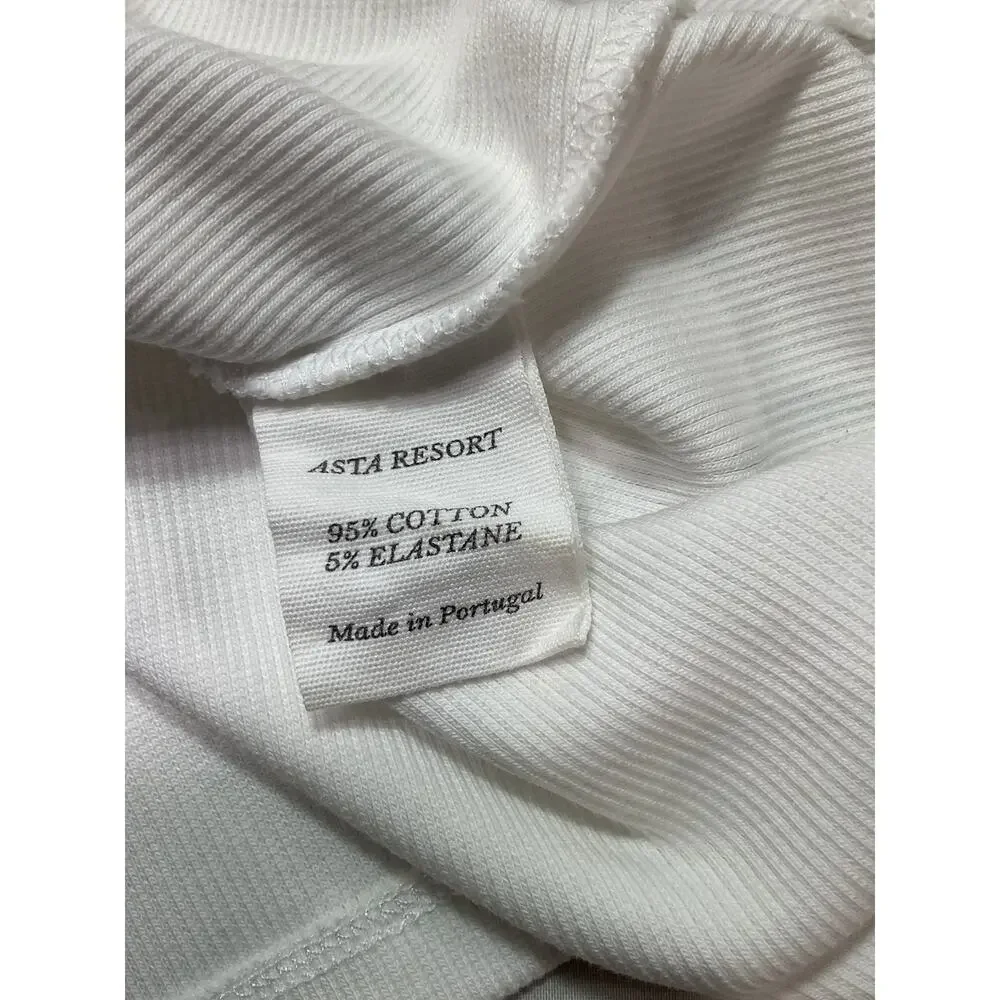 ASTA RESORT
95% COTTON
5% ELASTANE
Made in Portugal